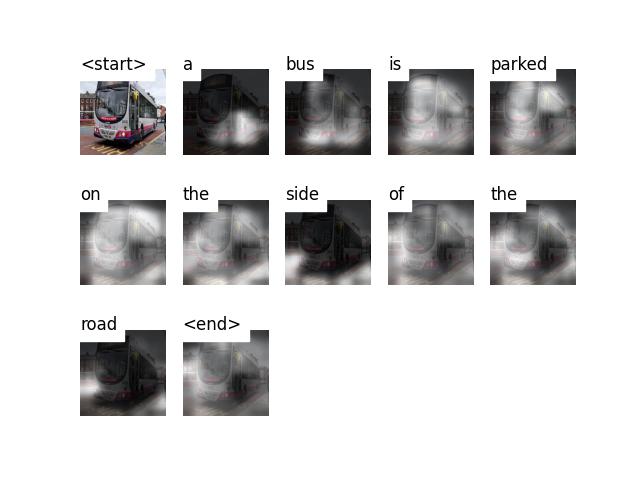 <start> a bus is parked
on the side of the
road <end>